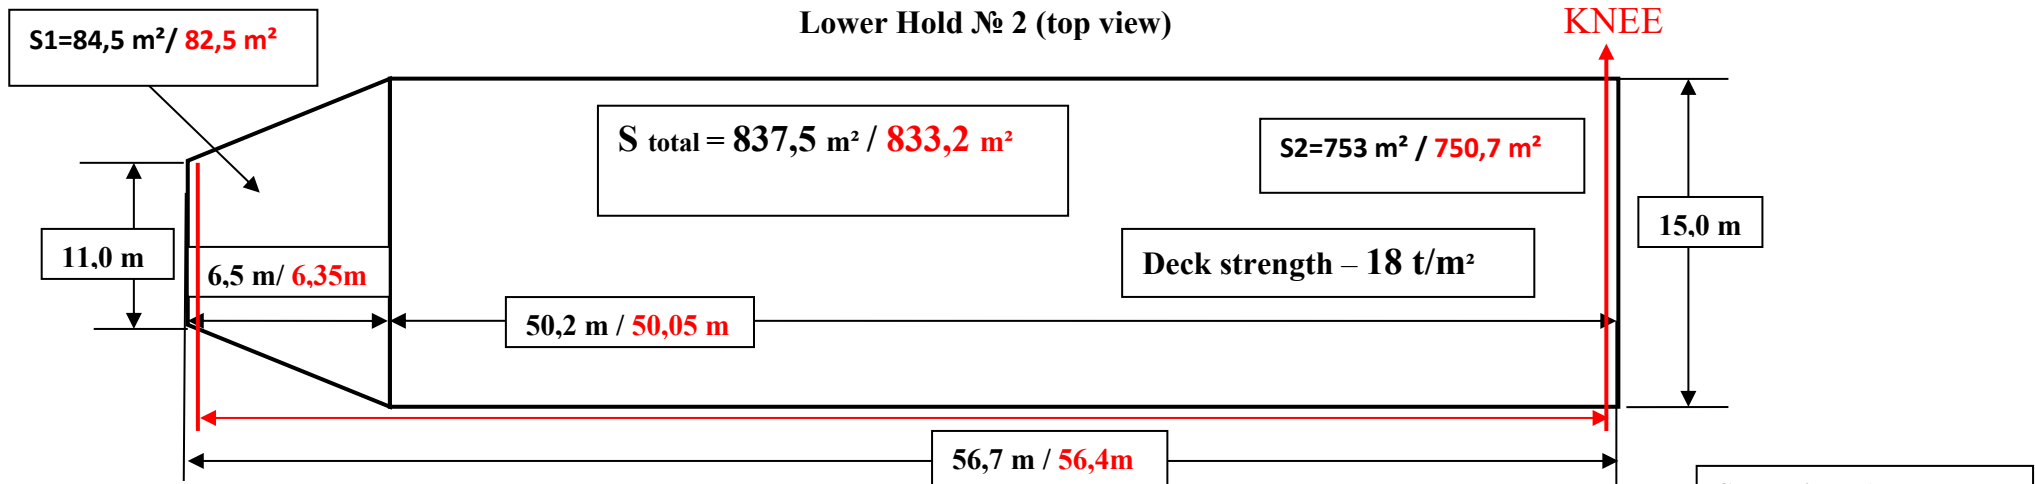 Lower Hold № 2 (top view)
KNEE
S1=84,5 m²/ 82,5 m²
S total = 837,5 m² / 833,2 m²
S2=753 m² / 750,7 m²
11,0 m
15,0 m
6,5 m/ 6,35m
Deck strength – 18 t/m²
50,2 m / 50,05 m
56,7 m / 56,4m